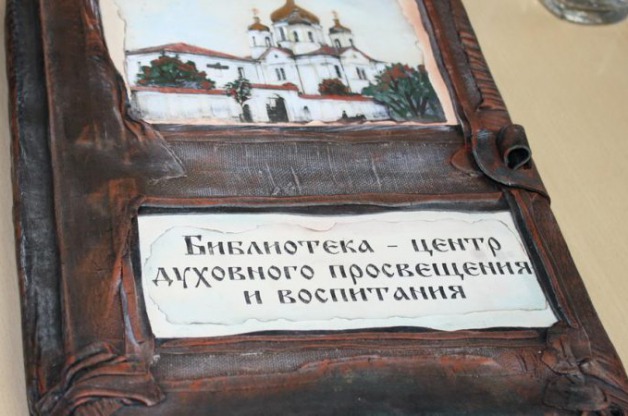 Библиотека - центр
духовного просвещения
и воспитания